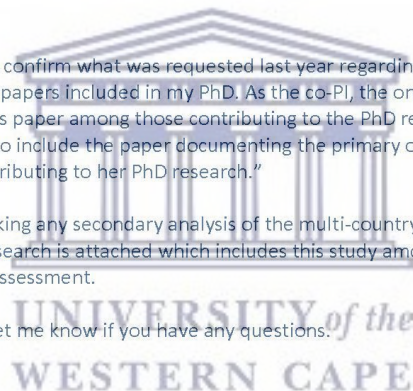 confirm what was requested last year regardin
papers included in my PhD. As the co-PI, the or
s paper among those contributing to the PhD re
o include the paper documenting the primary o
ributing to her PhD research."
king any secondary analysis of the multi-country
search is attached which includes this study amo
ssessment.
et me know if you have any questions.
UNIVERSITY of the
WESTERN CAPE